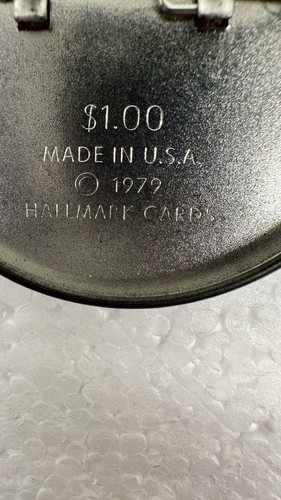 $1.00
MADE IN U.S.A
© 1979
HALLMARK CARDS